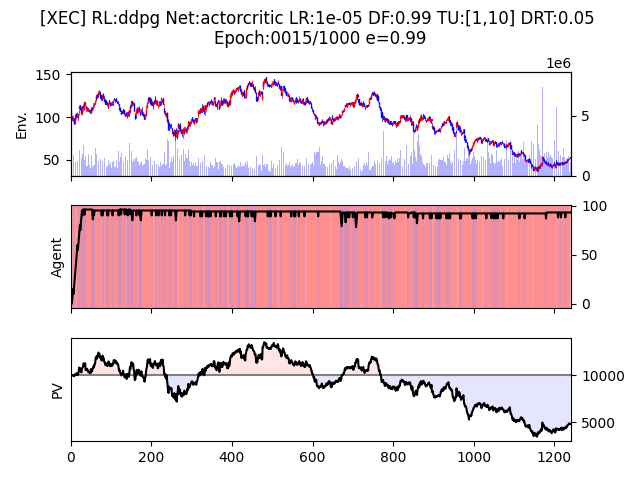 [XEC] RL:ddpg Net:actorcritic LR:1e-05 DF:0.99 TU:[1,10] DRT:0.05
Epoch:0015/1000 e=0.99
1e6
150
100
50
Env.
5
0
Agent
100
50
0
PV
10000
5000
0 200 400 600 800 1000 1200